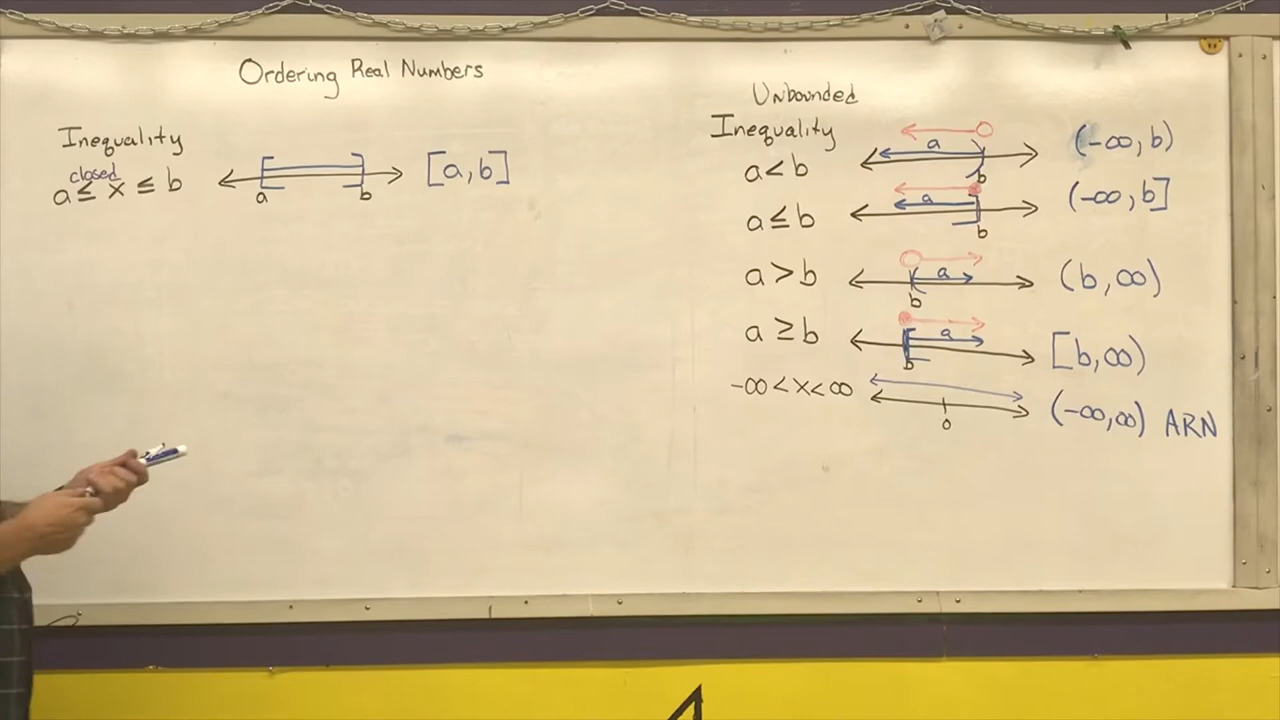 Ordering Real Numbers
Inequality
closed
a ≤ x ≤ b
a b
[a, b]
Unbounded
Inequality
a < b
a
b
(-∞, b)
a ≤ b
a
b
(-∞, b]
a > b
a
b
(b, ∞)
a ≥ b
a
b
[b, ∞)
-∞ < x < ∞
0
(-∞, ∞) ARN